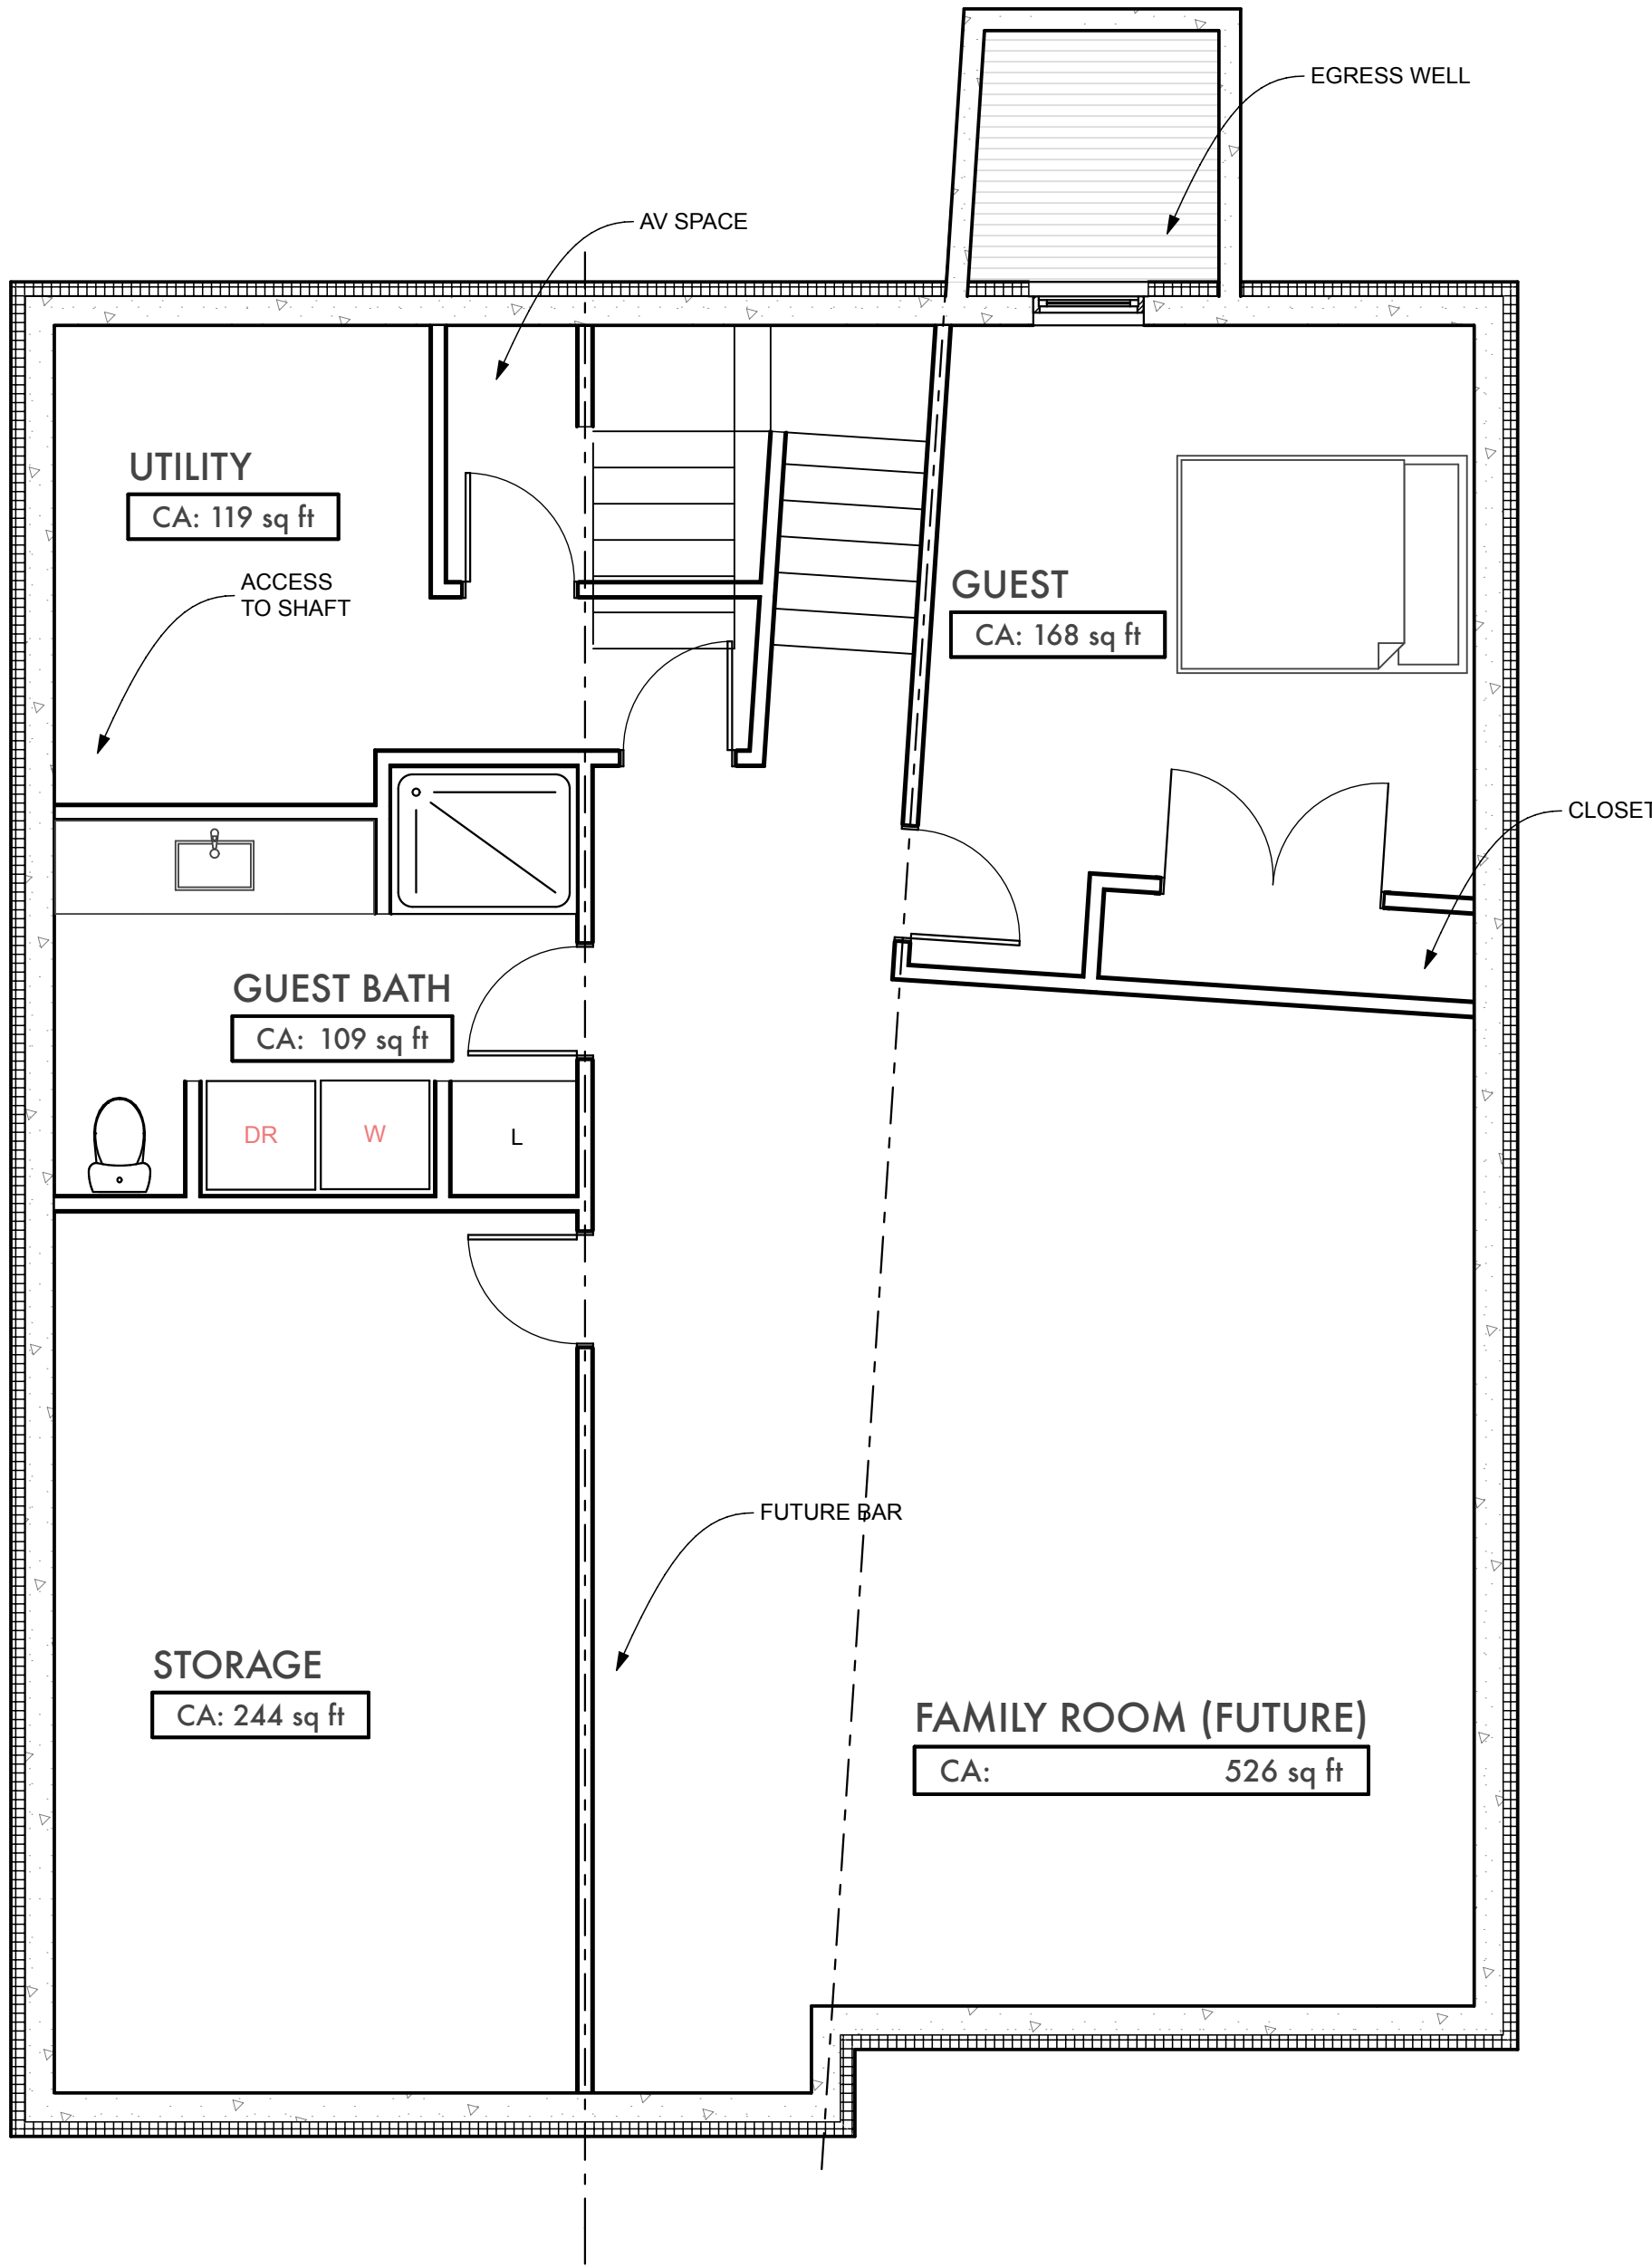 EGRESS WELL
AV SPACE
UTILITY
CA: 119 sq ft
ACCESS
TO SHAFT
GUEST
CA: 168 sq ft
CLOSET
GUEST BATH
CA: 109 sq ft
DR
W
L
FUTURE BAR
STORAGE
CA: 244 sq ft
FAMILY ROOM (FUTURE)
CA: 526 sq ft